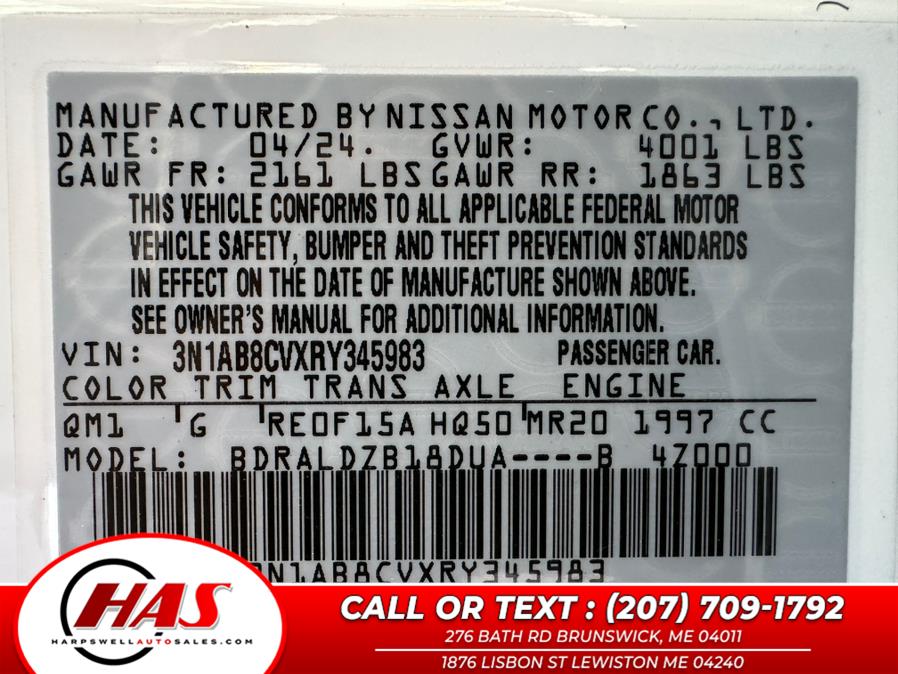 MANUFACTURED BY NISSAN MOTOR CO., LTD.
DATE: 04/24. GVWR: 4001 LBS
GAWR FR: 2161 LBS GAWR RR: 1863 LBS
THIS VEHICLE CONFORMS TO ALL APPLICABLE FEDERAL MOTOR
VEHICLE SAFETY, BUMPER AND THEFT PREVENTION STANDARDS
IN EFFECT ON THE DATE OF MANUFACTURE SHOWN ABOVE.
SEE OWNER'S MANUAL FOR ADDITIONAL INFORMATION.
VIN: 3N1AB8CVXRY345983 PASSENGER CAR.
COLOR TRIM TRANS AXLE ENGINE
QM1 G RE0F15A HQ50 MR20 1997 CC
MODEL: BDRALDZB18DUA----B 4Z000
3N1AB8CVXRY345983
HAS
HARPSWELLAUTOSALES.COM
CALL OR TEXT : (207) 709-1792
276 BATH RD BRUNSWICK, ME 04011
1876 LISBON ST LEWISTON ME 04240